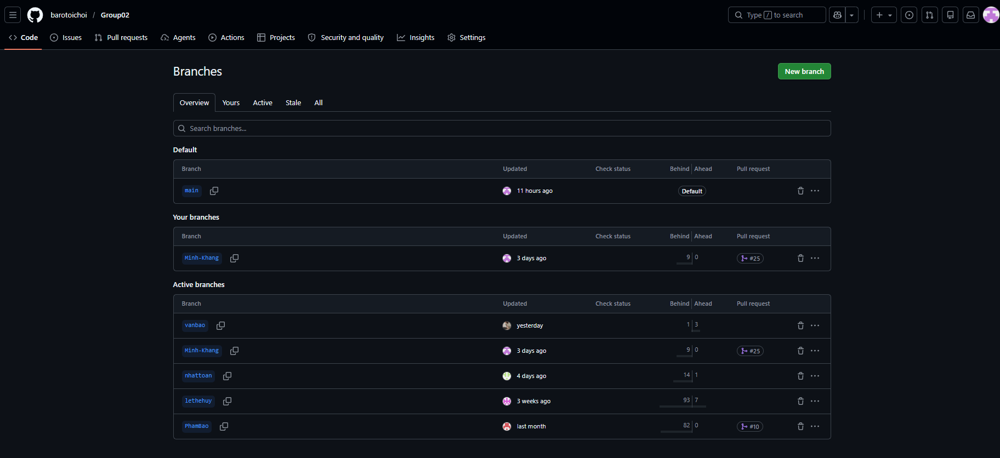 barotoichoi / Group02
Type / to search
Code Issues Pull requests Agents Actions Projects Security and quality Insights Settings
Branches
New branch
Overview Yours Active Stale All
Search branches...
Default
Branch Updated Check status Behind Ahead Pull request
main 11 hours ago Default
Your branches
Branch Updated Check status Behind Ahead Pull request
Minh-Khang 3 days ago 9 0 #25
Active branches
Branch Updated Check status Behind Ahead Pull request
vanbao yesterday 1 3
Minh-Khang 3 days ago 9 0 #25
nhattoan 4 days ago 14 1
lethehuy 3 weeks ago 93 7
PhamBao last month 82 0 #10